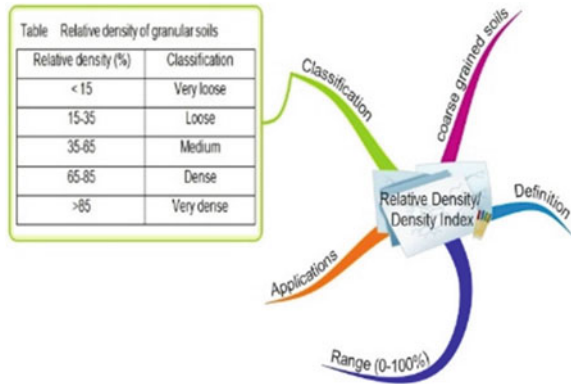 Table Relative density of granular soils
Relative density (%) Classification
< 15 Very loose
15-35 Loose
35-65 Medium
65-85 Dense
>85 Very dense
Classification
coarse grained soils
Relative Density/
Density Index
Definition
Applications
Range (0-100%)